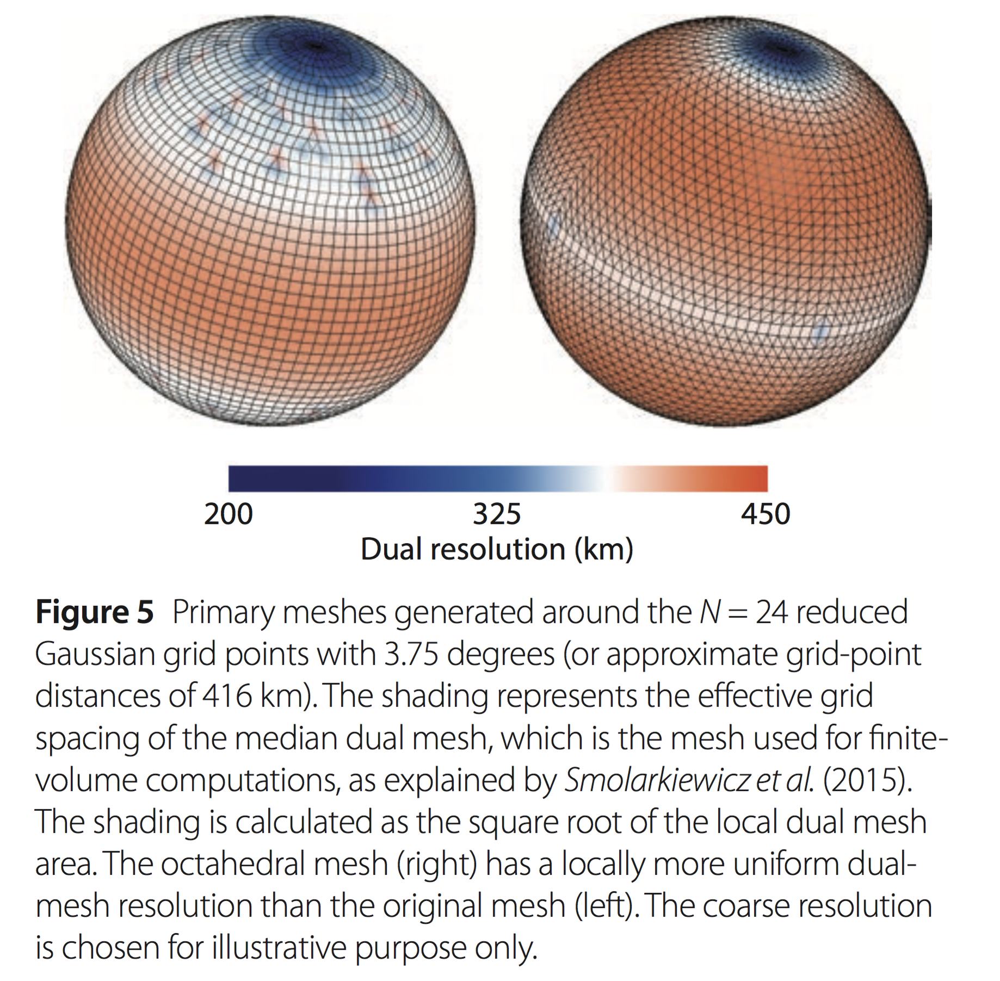 200 325 450
Dual resolution (km)
Figure 5 Primary meshes generated around the N = 24 reduced
Gaussian grid points with 3.75 degrees (or approximate grid-point
distances of 416 km). The shading represents the effective grid
spacing of the median dual mesh, which is the mesh used for finite-
volume computations, as explained by Smolarkiewicz et al. (2015).
The shading is calculated as the square root of the local dual mesh
area. The octahedral mesh (right) has a locally more uniform dual-
mesh resolution than the original mesh (left). The coarse resolution
is chosen for illustrative purpose only.